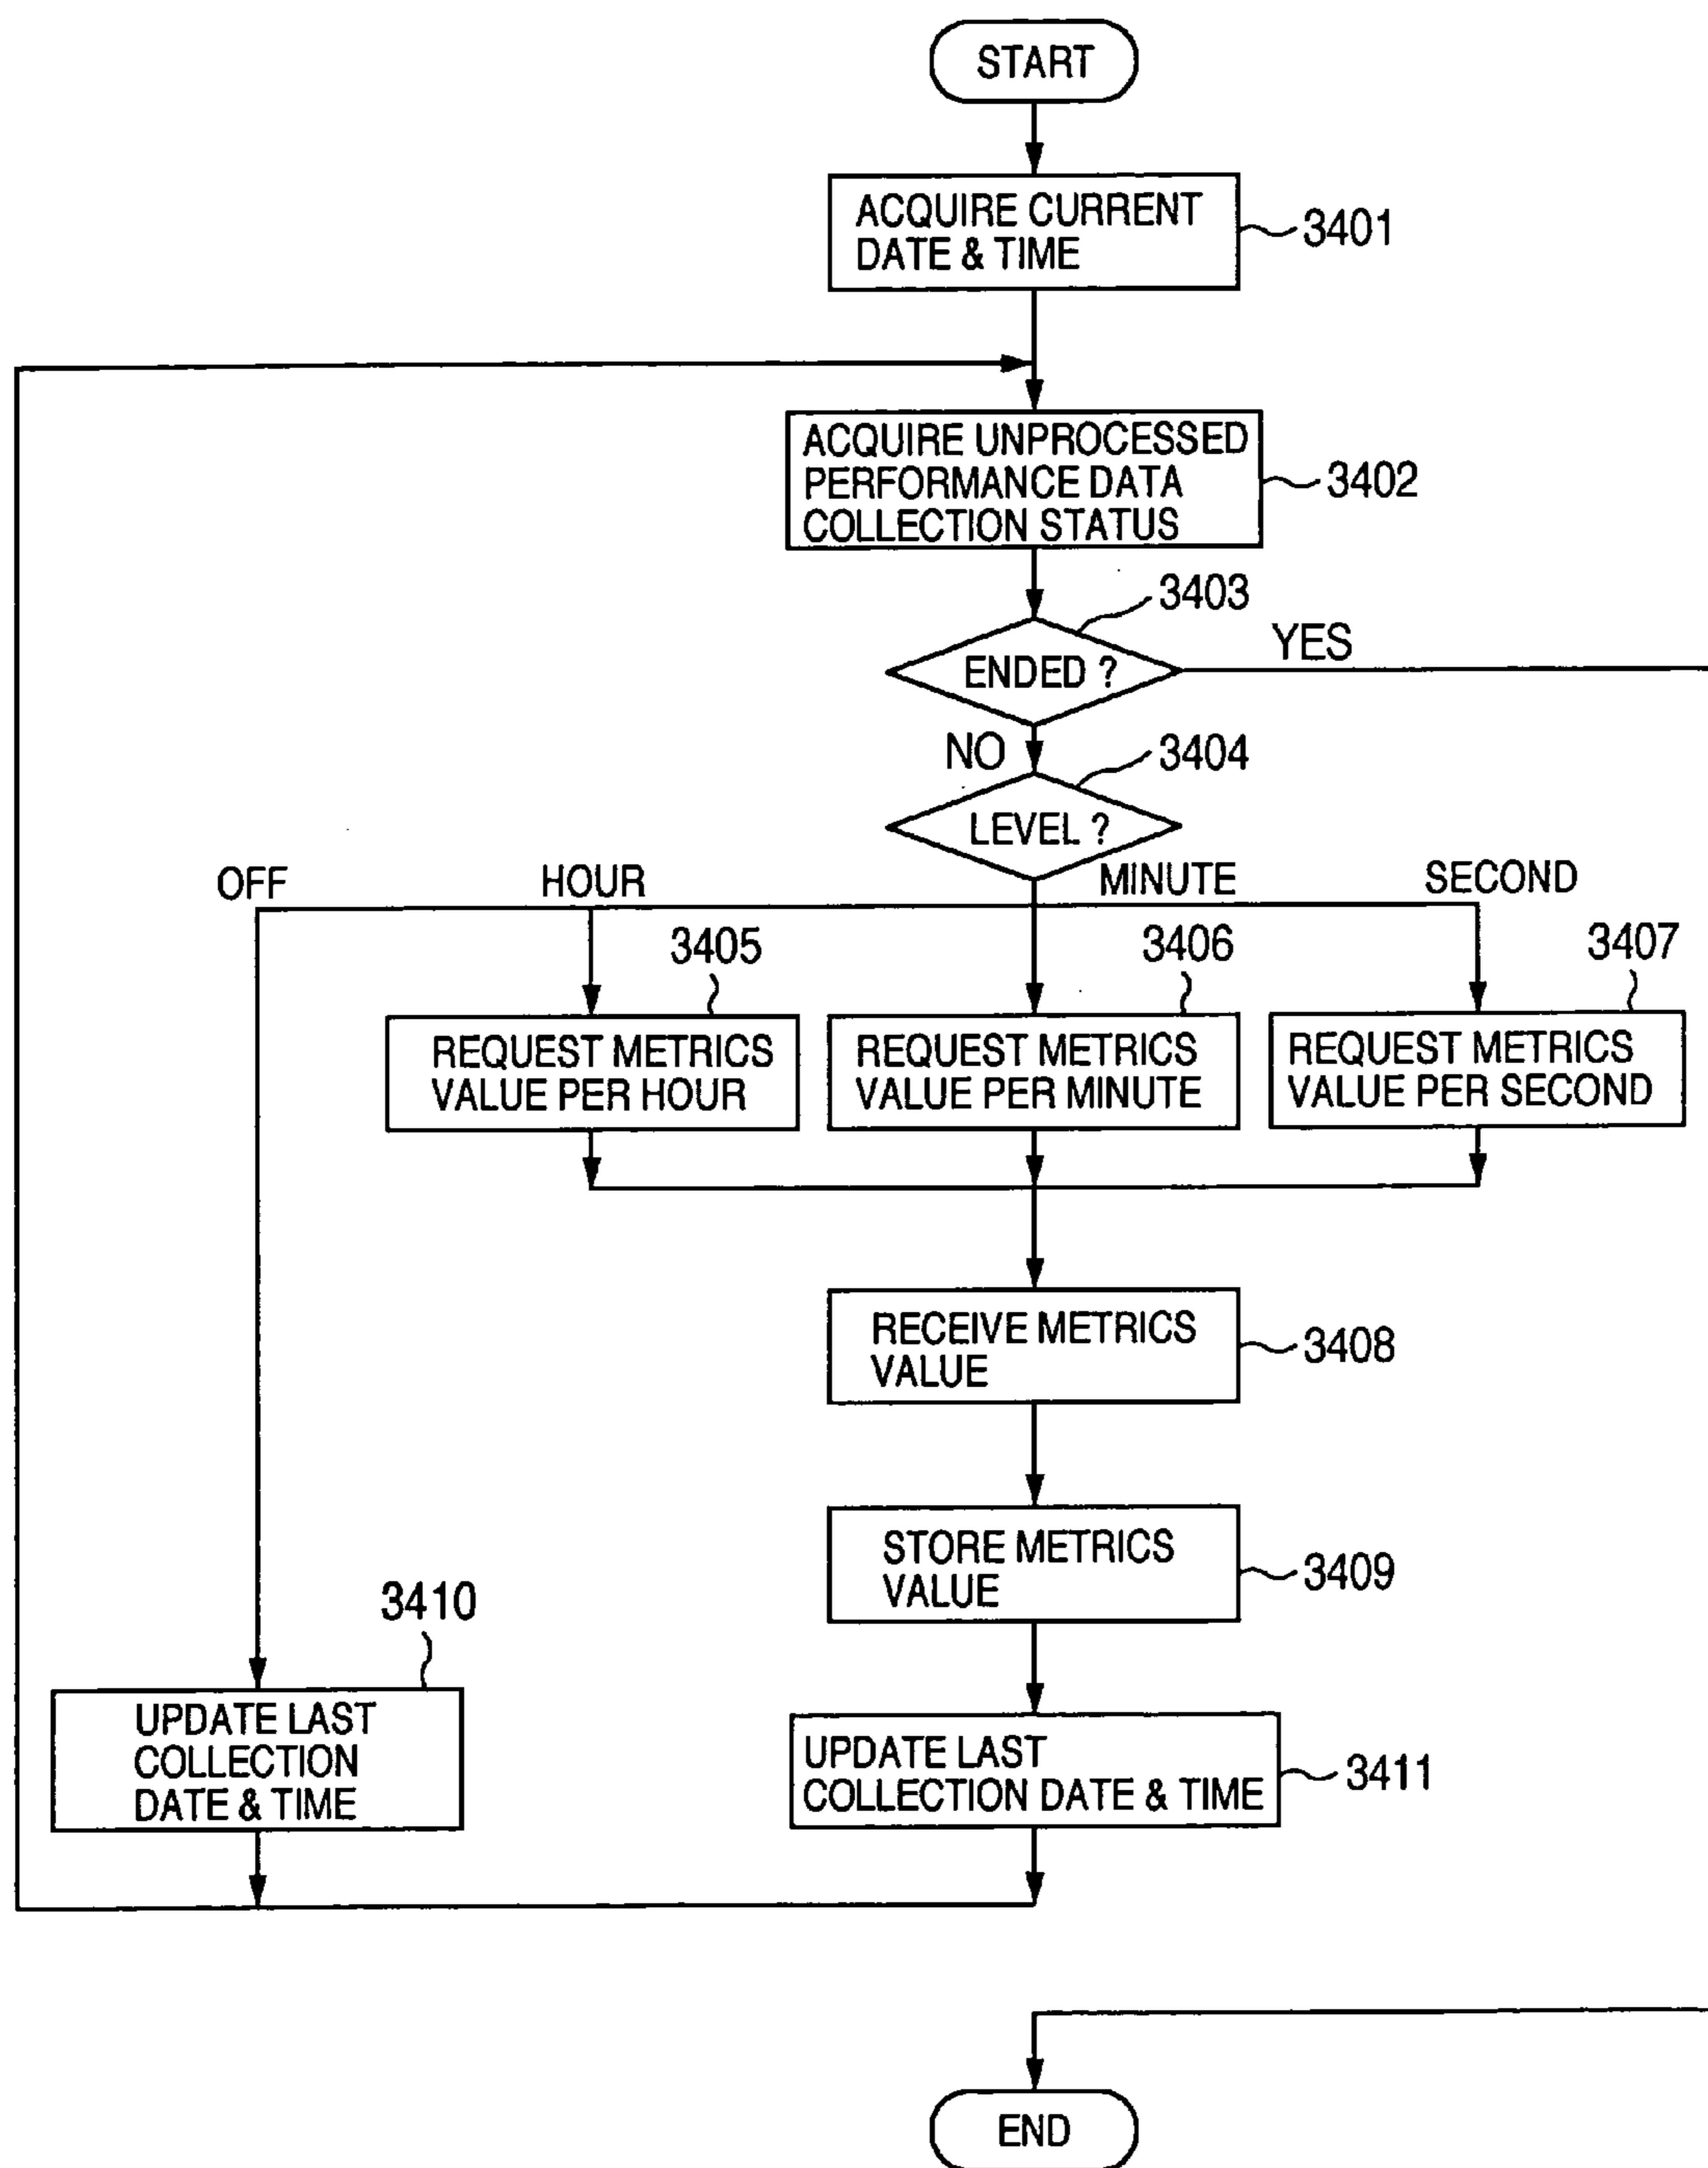 START
ACQUIRE CURRENT
DATE & TIME
3401
ACQUIRE UNPROCESSED
PERFORMANCE DATA
COLLECTION STATUS
3402
3403
ENDED ?
YES
NO
3404
LEVEL ?
OFF
HOUR
MINUTE
SECOND
3405
3406
3407
REQUEST METRICS
VALUE PER HOUR
REQUEST METRICS
VALUE PER MINUTE
REQUEST METRICS
VALUE PER SECOND
RECEIVE METRICS
VALUE
3408
STORE METRICS
VALUE
3409
3410
UPDATE LAST
COLLECTION
DATE & TIME
UPDATE LAST
COLLECTION DATE & TIME
3411
END